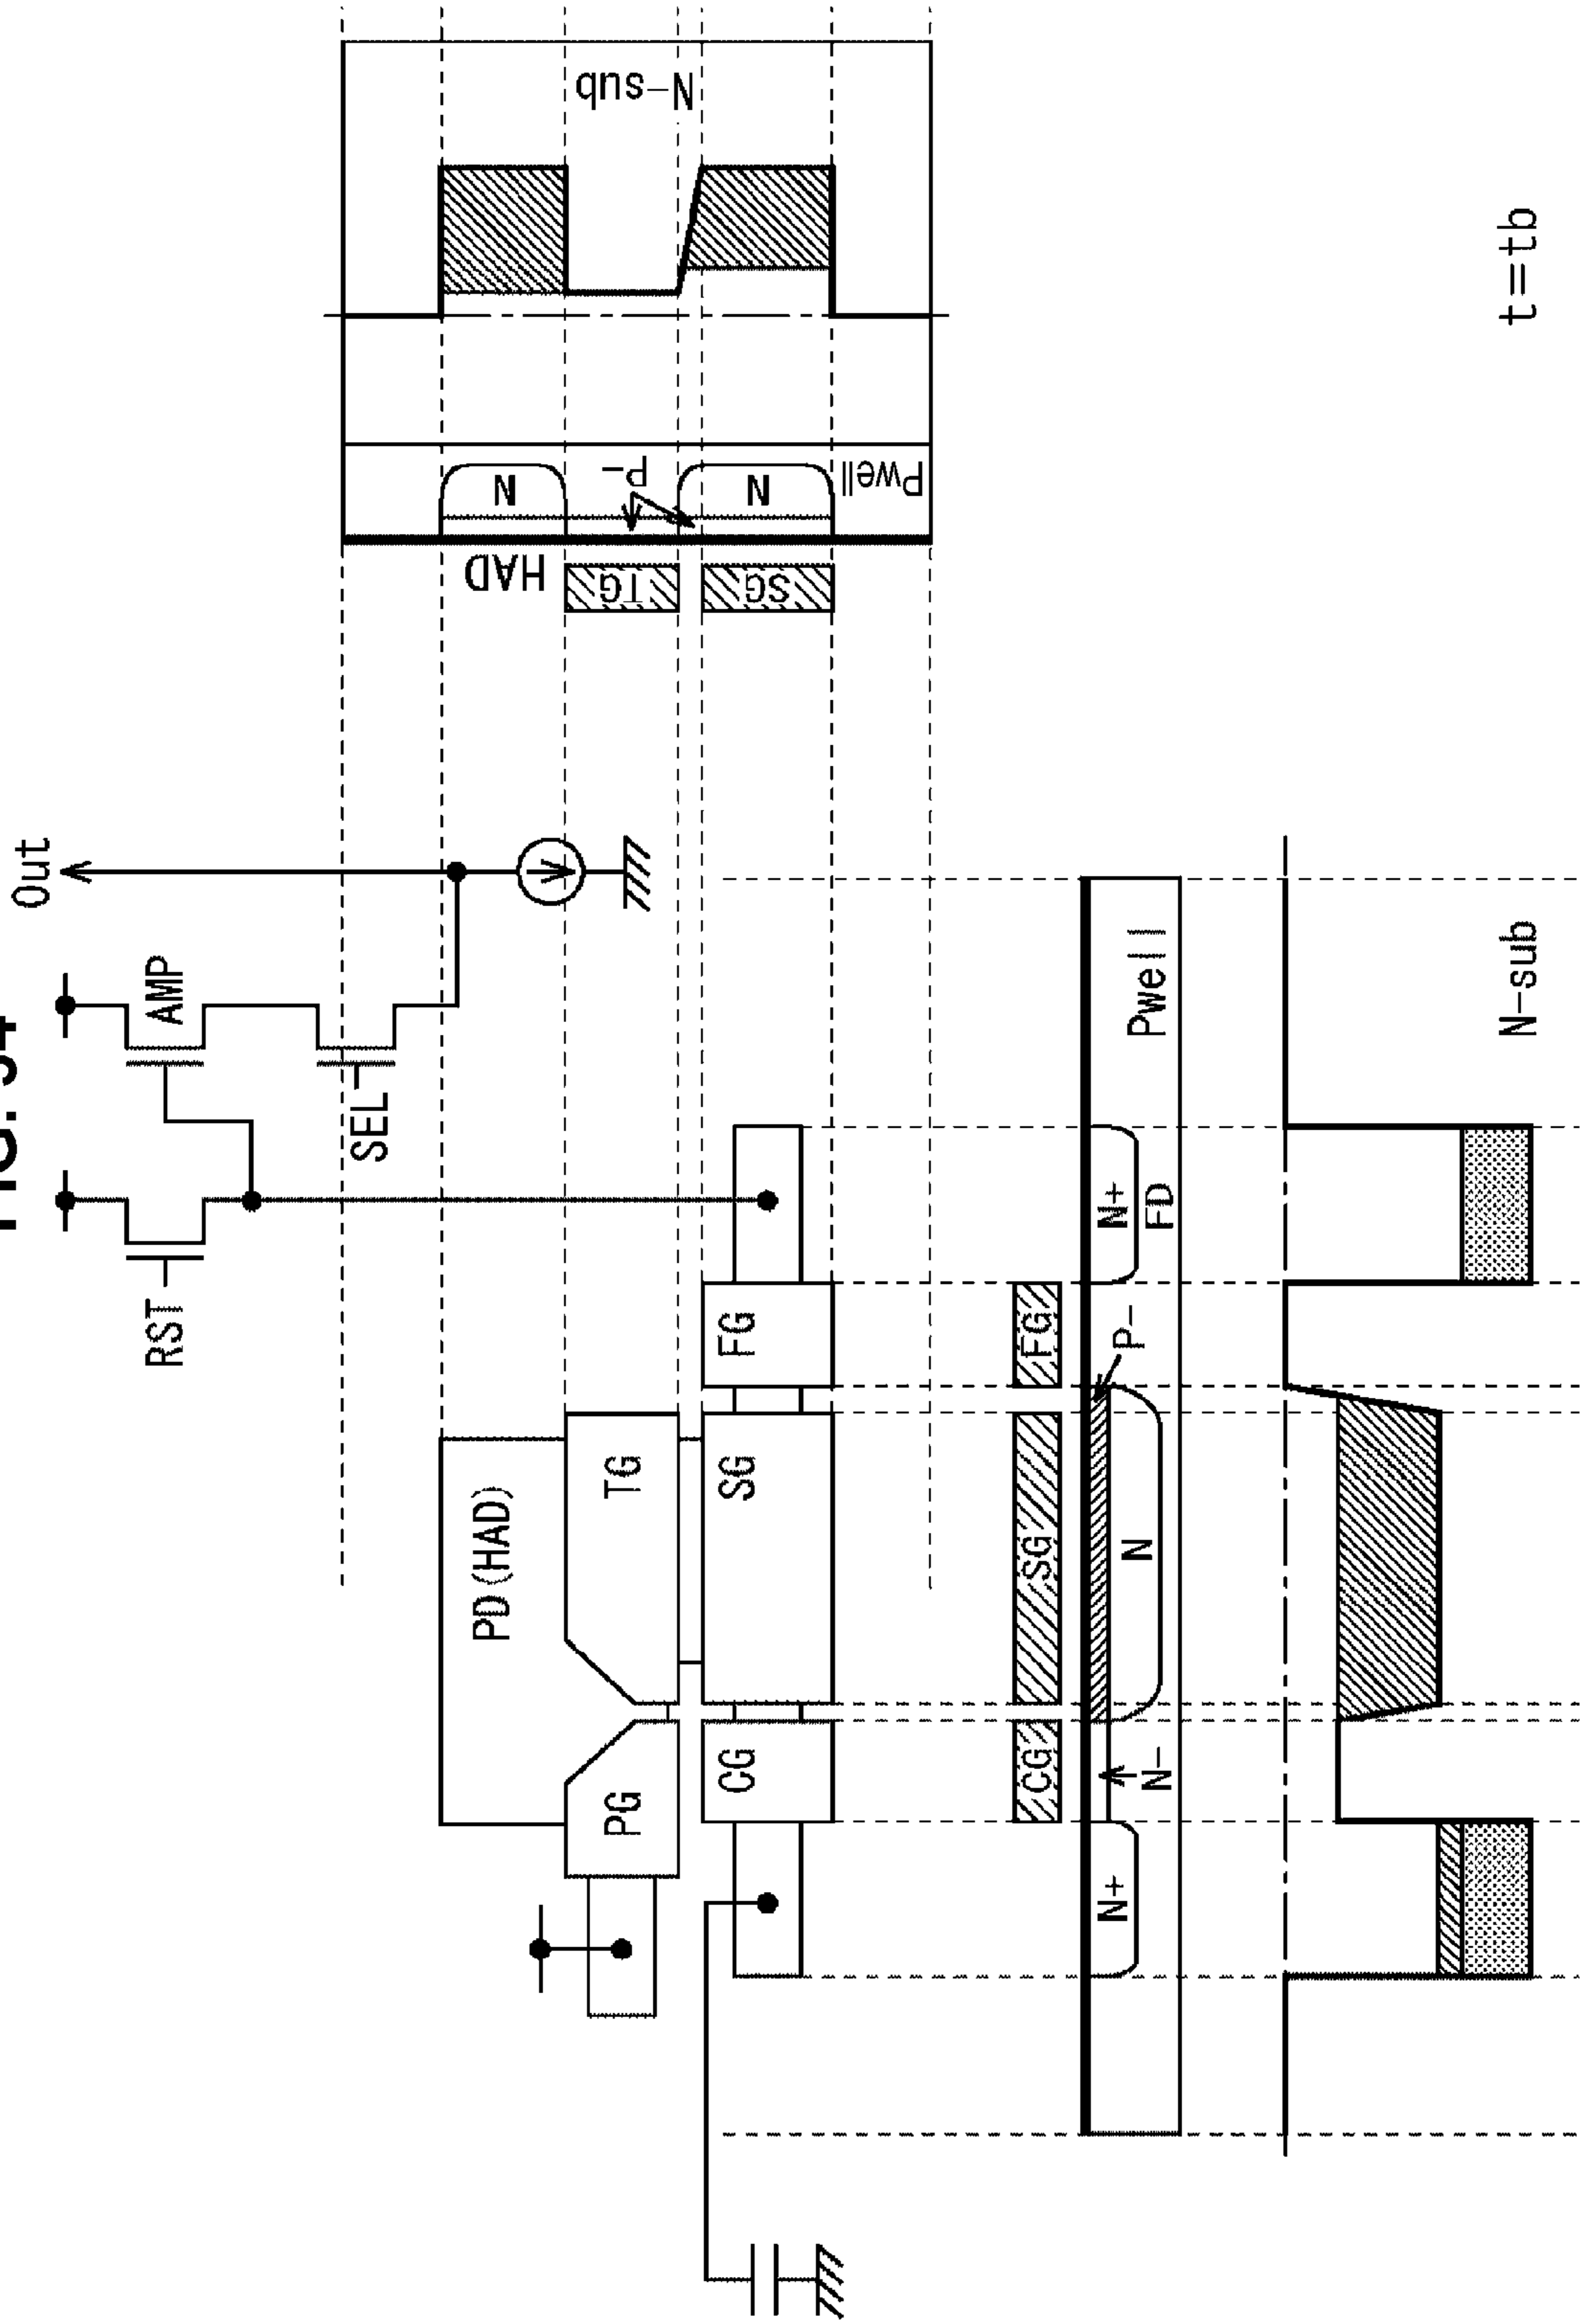 FIG.
Out
RST
AMP
SEL
PD(HAD)
PG
TG
CG
SG
FG
HAD
TG
SG
N
P-
N
Pwell
N-sub
CG
SG
FG
P-
N+
N-
N
N+
FD
Pwell
N-sub
t=tb